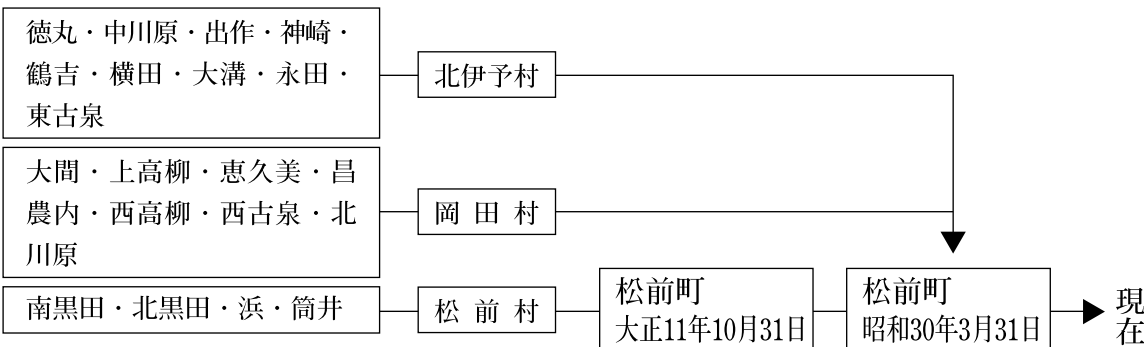 徳丸・中川原・出作・神崎・
鶴吉・横田・大溝・永田・
東古泉
北伊予村
大間・上高柳・恵久美・昌
農内・西高柳・西古泉・北
川原
岡田村
南黒田・北黒田・浜・筒井
松前村
松前町
大正11年10月31日
松前町
昭和30年3月31日
現
在